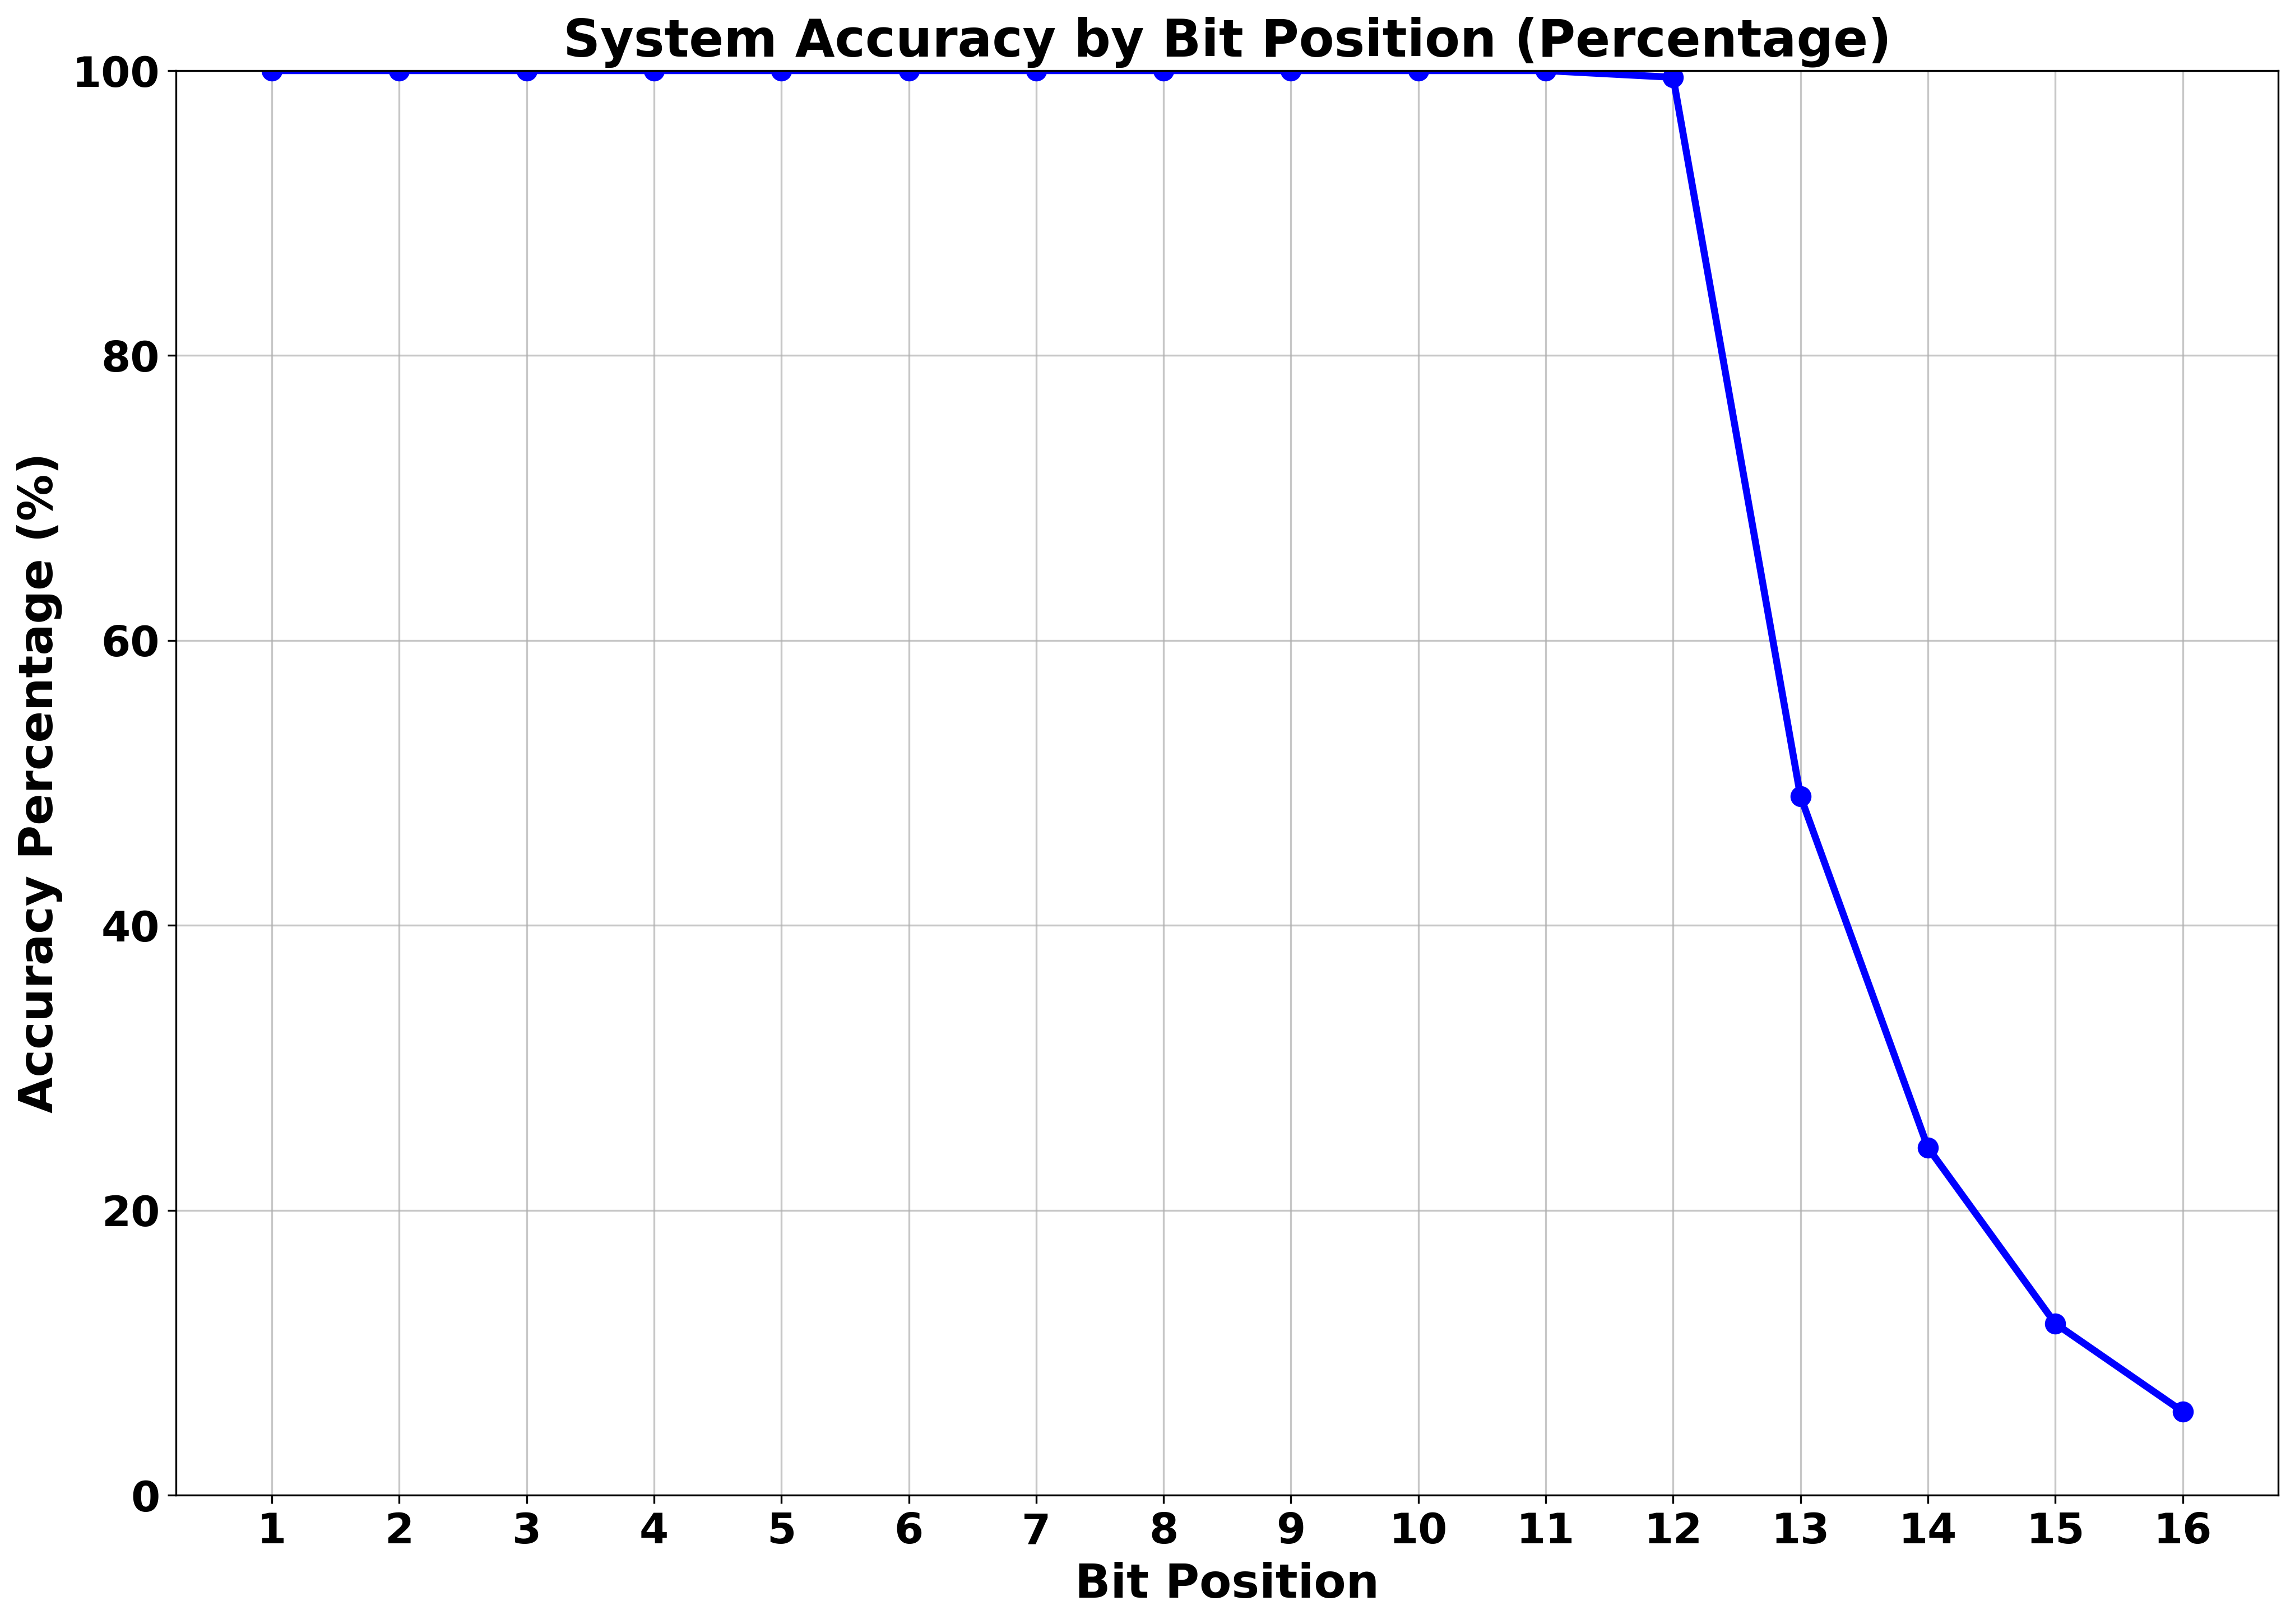 System Accuracy by Bit Position (Percentage)
100
80
60
40
20
0
Accuracy Percentage (%)
1 2 3 4 5 6 7 8 9 10 11 12 13 14 15 16
Bit Position